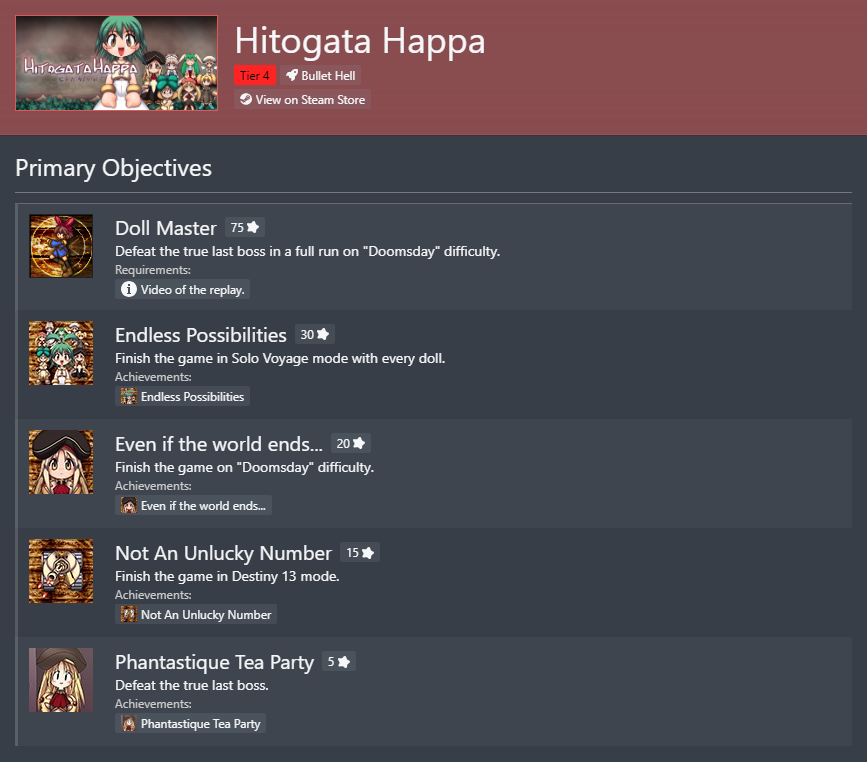 HITOGATA HAPPA
Hitogata Happa
Tier 4 Bullet Hell
View on Steam Store
Primary Objectives
Doll Master 75
Defeat the true last boss in a full run on "Doomsday" difficulty.
Requirements:
Video of the replay.
Endless Possibilities 30
Finish the game in Solo Voyage mode with every doll.
Achievements:
Endless Possibilities
Even if the world ends... 20
Finish the game on "Doomsday" difficulty.
Achievements:
Even if the world ends...
Not An Unlucky Number 15
Finish the game in Destiny 13 mode.
Achievements:
Not An Unlucky Number
Phantastique Tea Party 5
Defeat the true last boss.
Achievements:
Phantastique Tea Party